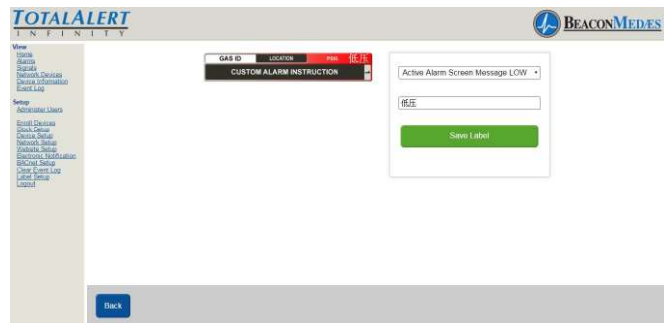 TOTALALERT
INFINITY
BEACONMEDÆS
View
Home
Alarms
Signals
Network Devices
Device Information
Event Log
Setup
Administer Users
Enroll Devices
Clock Setup
Device Setup
Network Setup
Website Setup
Electronic Notification
BACnet Setup
Clear Event Log
Label Setup
Logout
GAS ID LOCATION 低压
CUSTOM ALARM INSTRUCTION
Active Alarm Screen Message LOW
低压
Save Label
Back